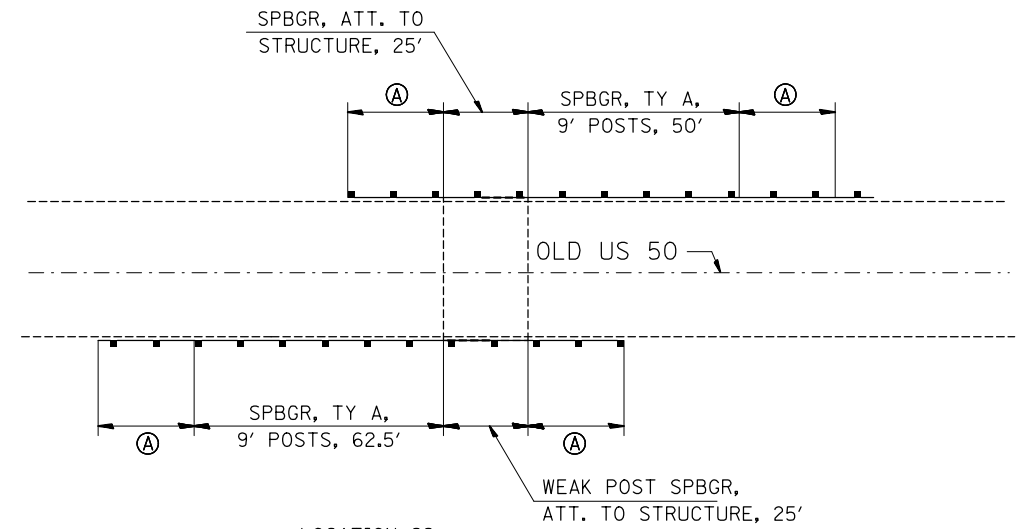 SPBGR, ATT. TO
STRUCTURE, 25'
A
SPBGR, TY A,
9' POSTS, 50'
A
OLD US 50
A
SPBGR, TY A,
9' POSTS, 62.5'
A
WEAK POST SPBGR,
ATT. TO STRUCTURE, 25'